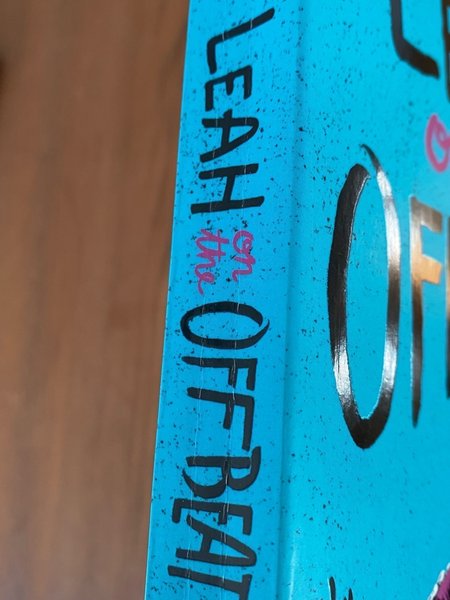 LEAH
on
the
OFFBEAT
O